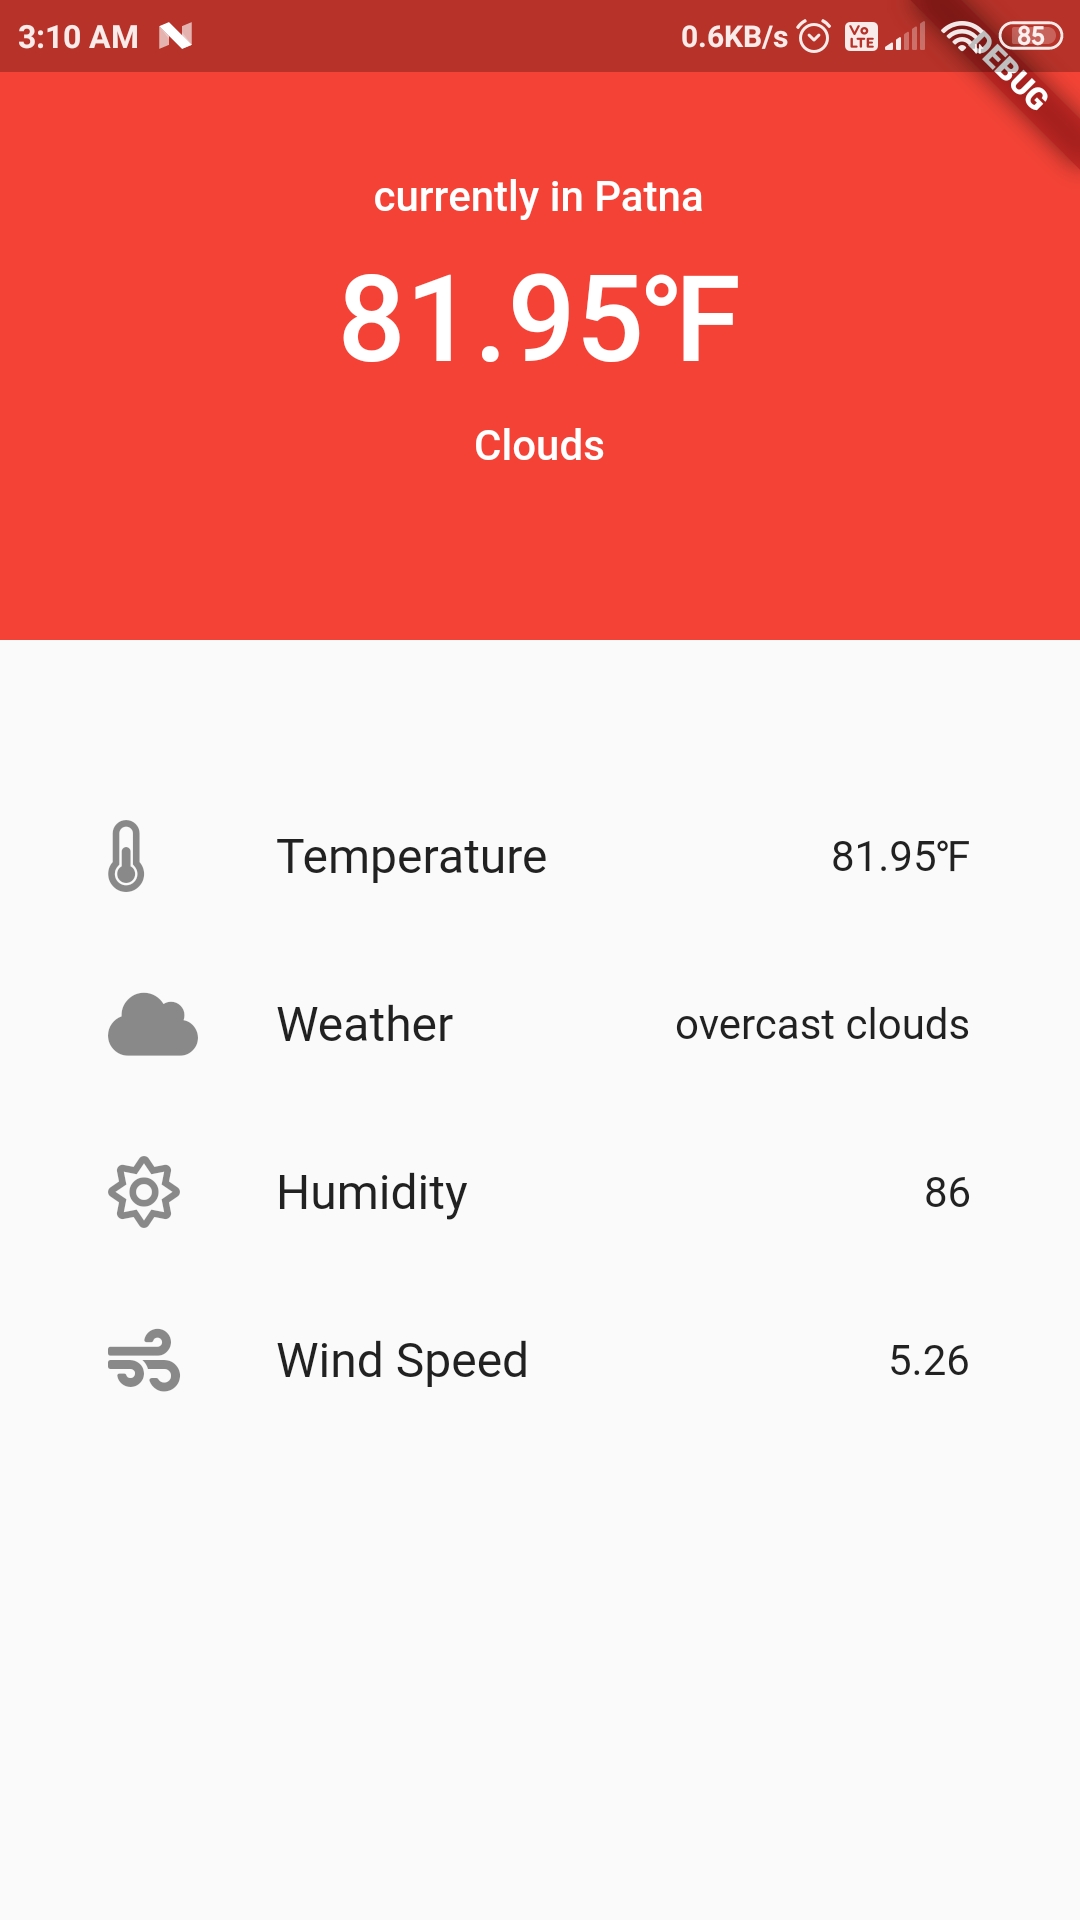 3:10 AM 0.6KB/s Vo LTE 85
DEBUG
currently in Patna
81.95℉
Clouds
Temperature 81.95℉
Weather overcast clouds
Humidity 86
Wind Speed 5.26